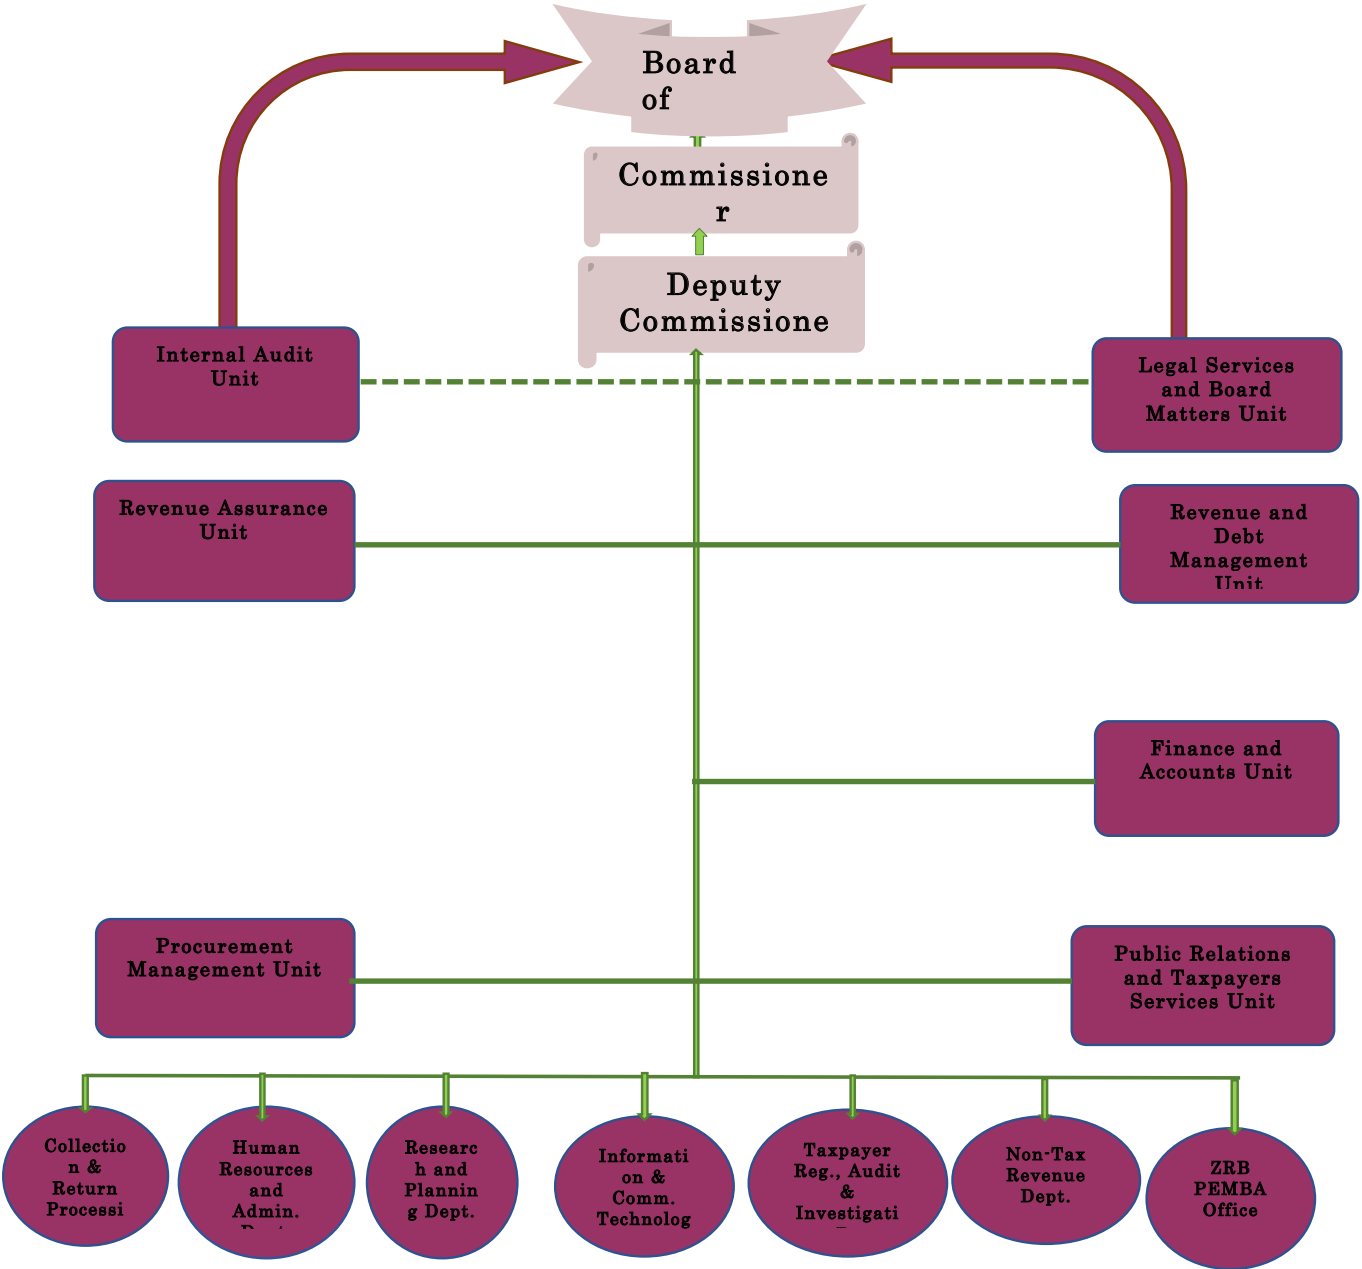 Board
of
Commissione
r
Deputy
Commissione
Internal Audit
Unit
Legal Services
and Board
Matters Unit
Revenue Assurance
Unit
Revenue and
Debt
Management
Unit
Finance and
Accounts Unit
Procurement
Management Unit
Public Relations
and Taxpayers
Services Unit
Collectio
n &
Return
Processi
Human
Resources
and
Admin.
Researc
h and
Plannin
g Dept.
Informati
on &
Comm.
Technolog
Taxpayer
Reg., Audit
&
Investigati
Non-Tax
Revenue
Dept.
ZRB
PEMBA
Office